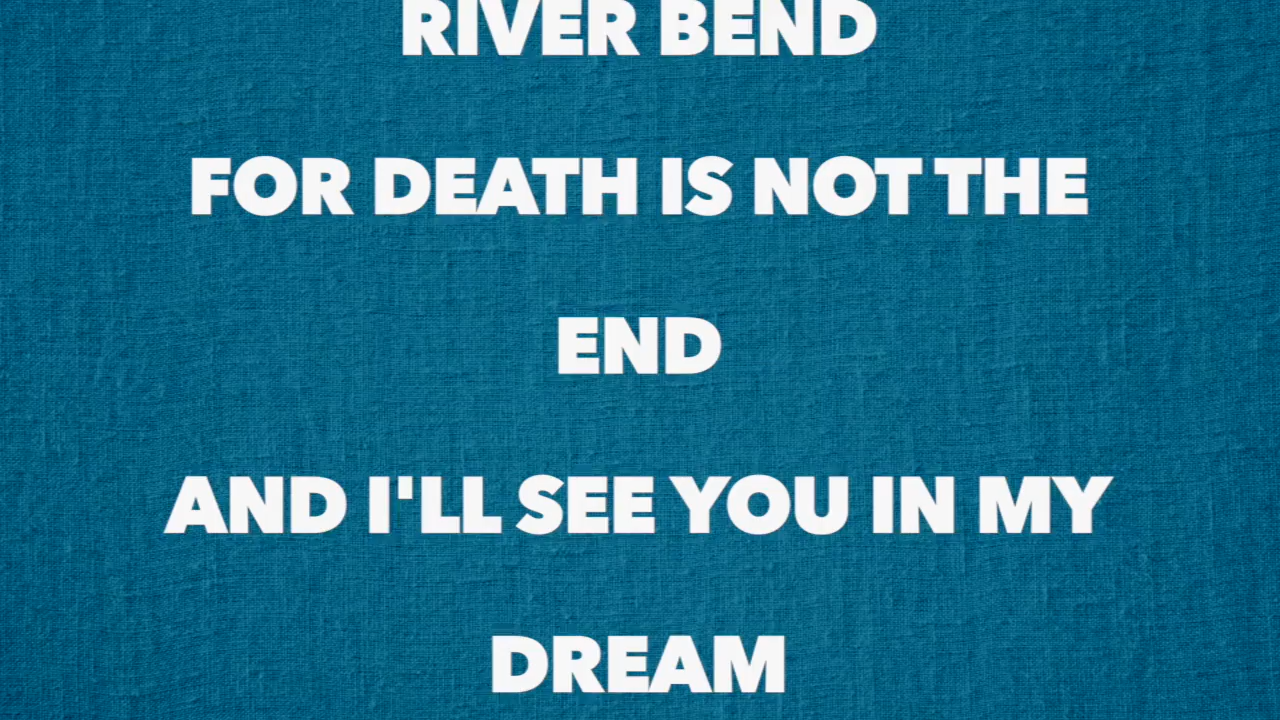 RIVER BEND
FOR DEATH IS NOT THE
END
AND I'LL SEE YOU IN MY
DREAM